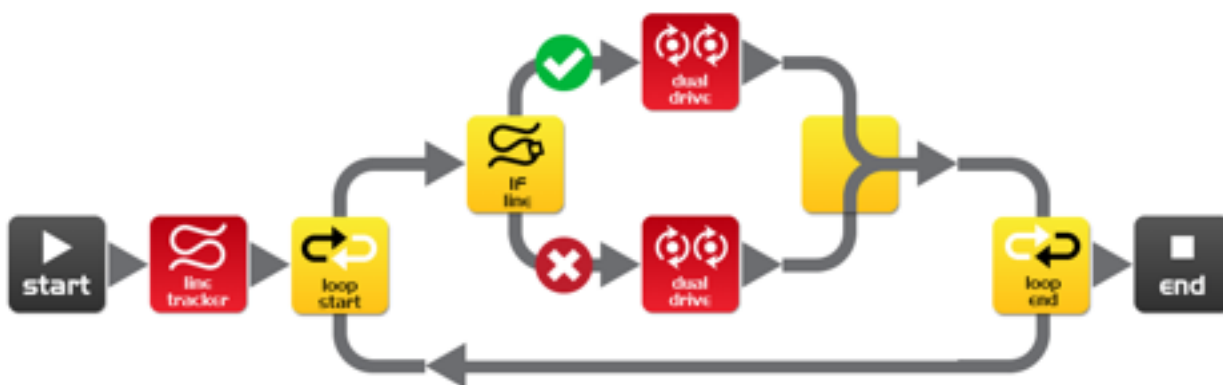 dual
drive
IF
line
start
line
tracker
loop
start
dual
drive
loop
end
end